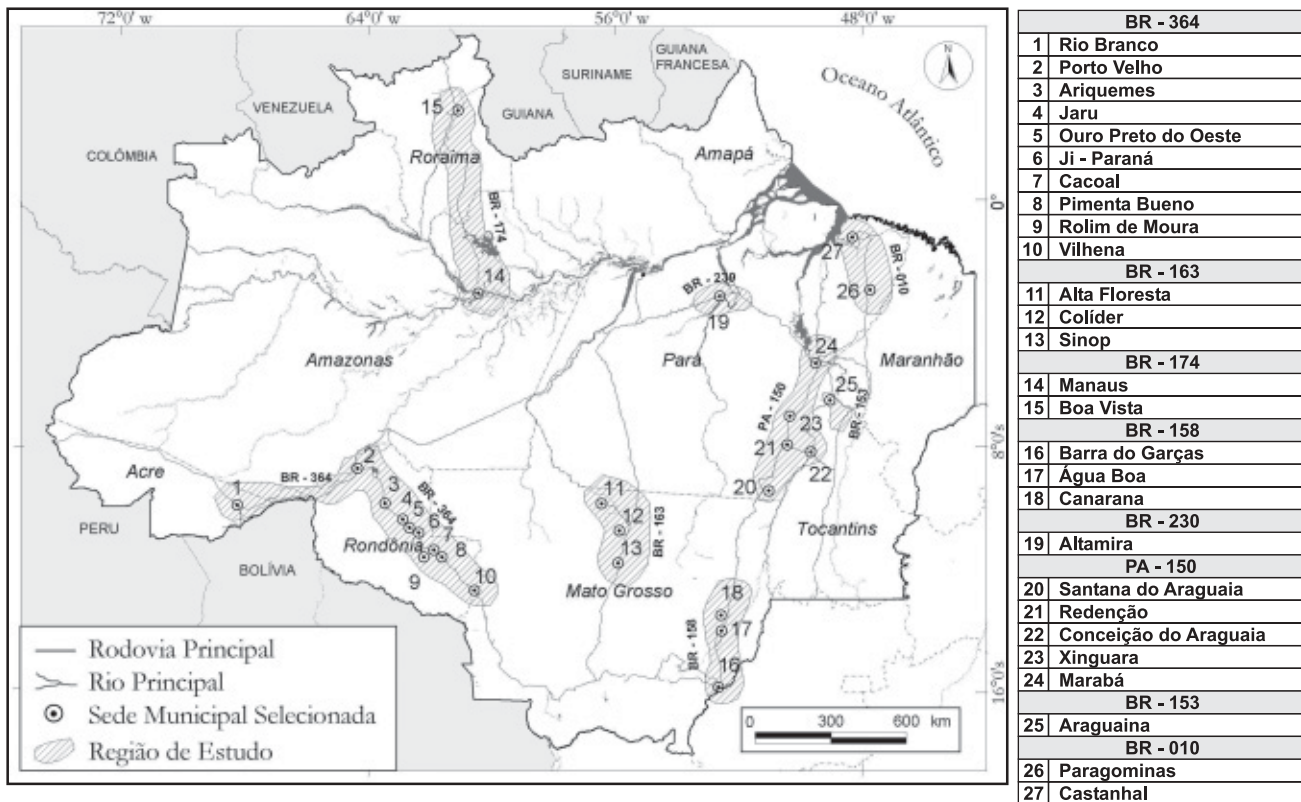 72°0' w
64°0' w
56°0' w
48°0' w
0°
8°0's
16°0's
N
Oceano Atlântico
GUIANA
FRANCESA
SURINAME
GUIANA
VENEZUELA
COLÔMBIA
PERU
BOLÍVIA
Roraima
Amapá
Amazonas
Pará
Maranhão
Acre
Rondônia
Mato Grosso
Tocantins
BR - 174
BR - 230
BR - 010
PA - 150
BR - 153
BR - 364
BR - 364
BR - 163
BR - 158
15
14
27
26
19
24
25
23
21
22
20
1
2
3
4
5
6
7
8
9
10
11
12
13
18
17
16
Rodovia Principal
Rio Principal
Sede Municipal Selecionada
Região de Estudo
0 300 600 km
BR - 364
1 Rio Branco
2 Porto Velho
3 Ariquemes
4 Jaru
5 Ouro Preto do Oeste
6 Ji - Paraná
7 Cacoal
8 Pimenta Bueno
9 Rolim de Moura
10 Vilhena
BR - 163
11 Alta Floresta
12 Colíder
13 Sinop
BR - 174
14 Manaus
15 Boa Vista
BR - 158
16 Barra do Garças
17 Água Boa
18 Canarana
BR - 230
19 Altamira
PA - 150
20 Santana do Araguaia
21 Redenção
22 Conceição do Araguaia
23 Xinguara
24 Marabá
BR - 153
25 Araguaina
BR - 010
26 Paragominas
27 Castanhal